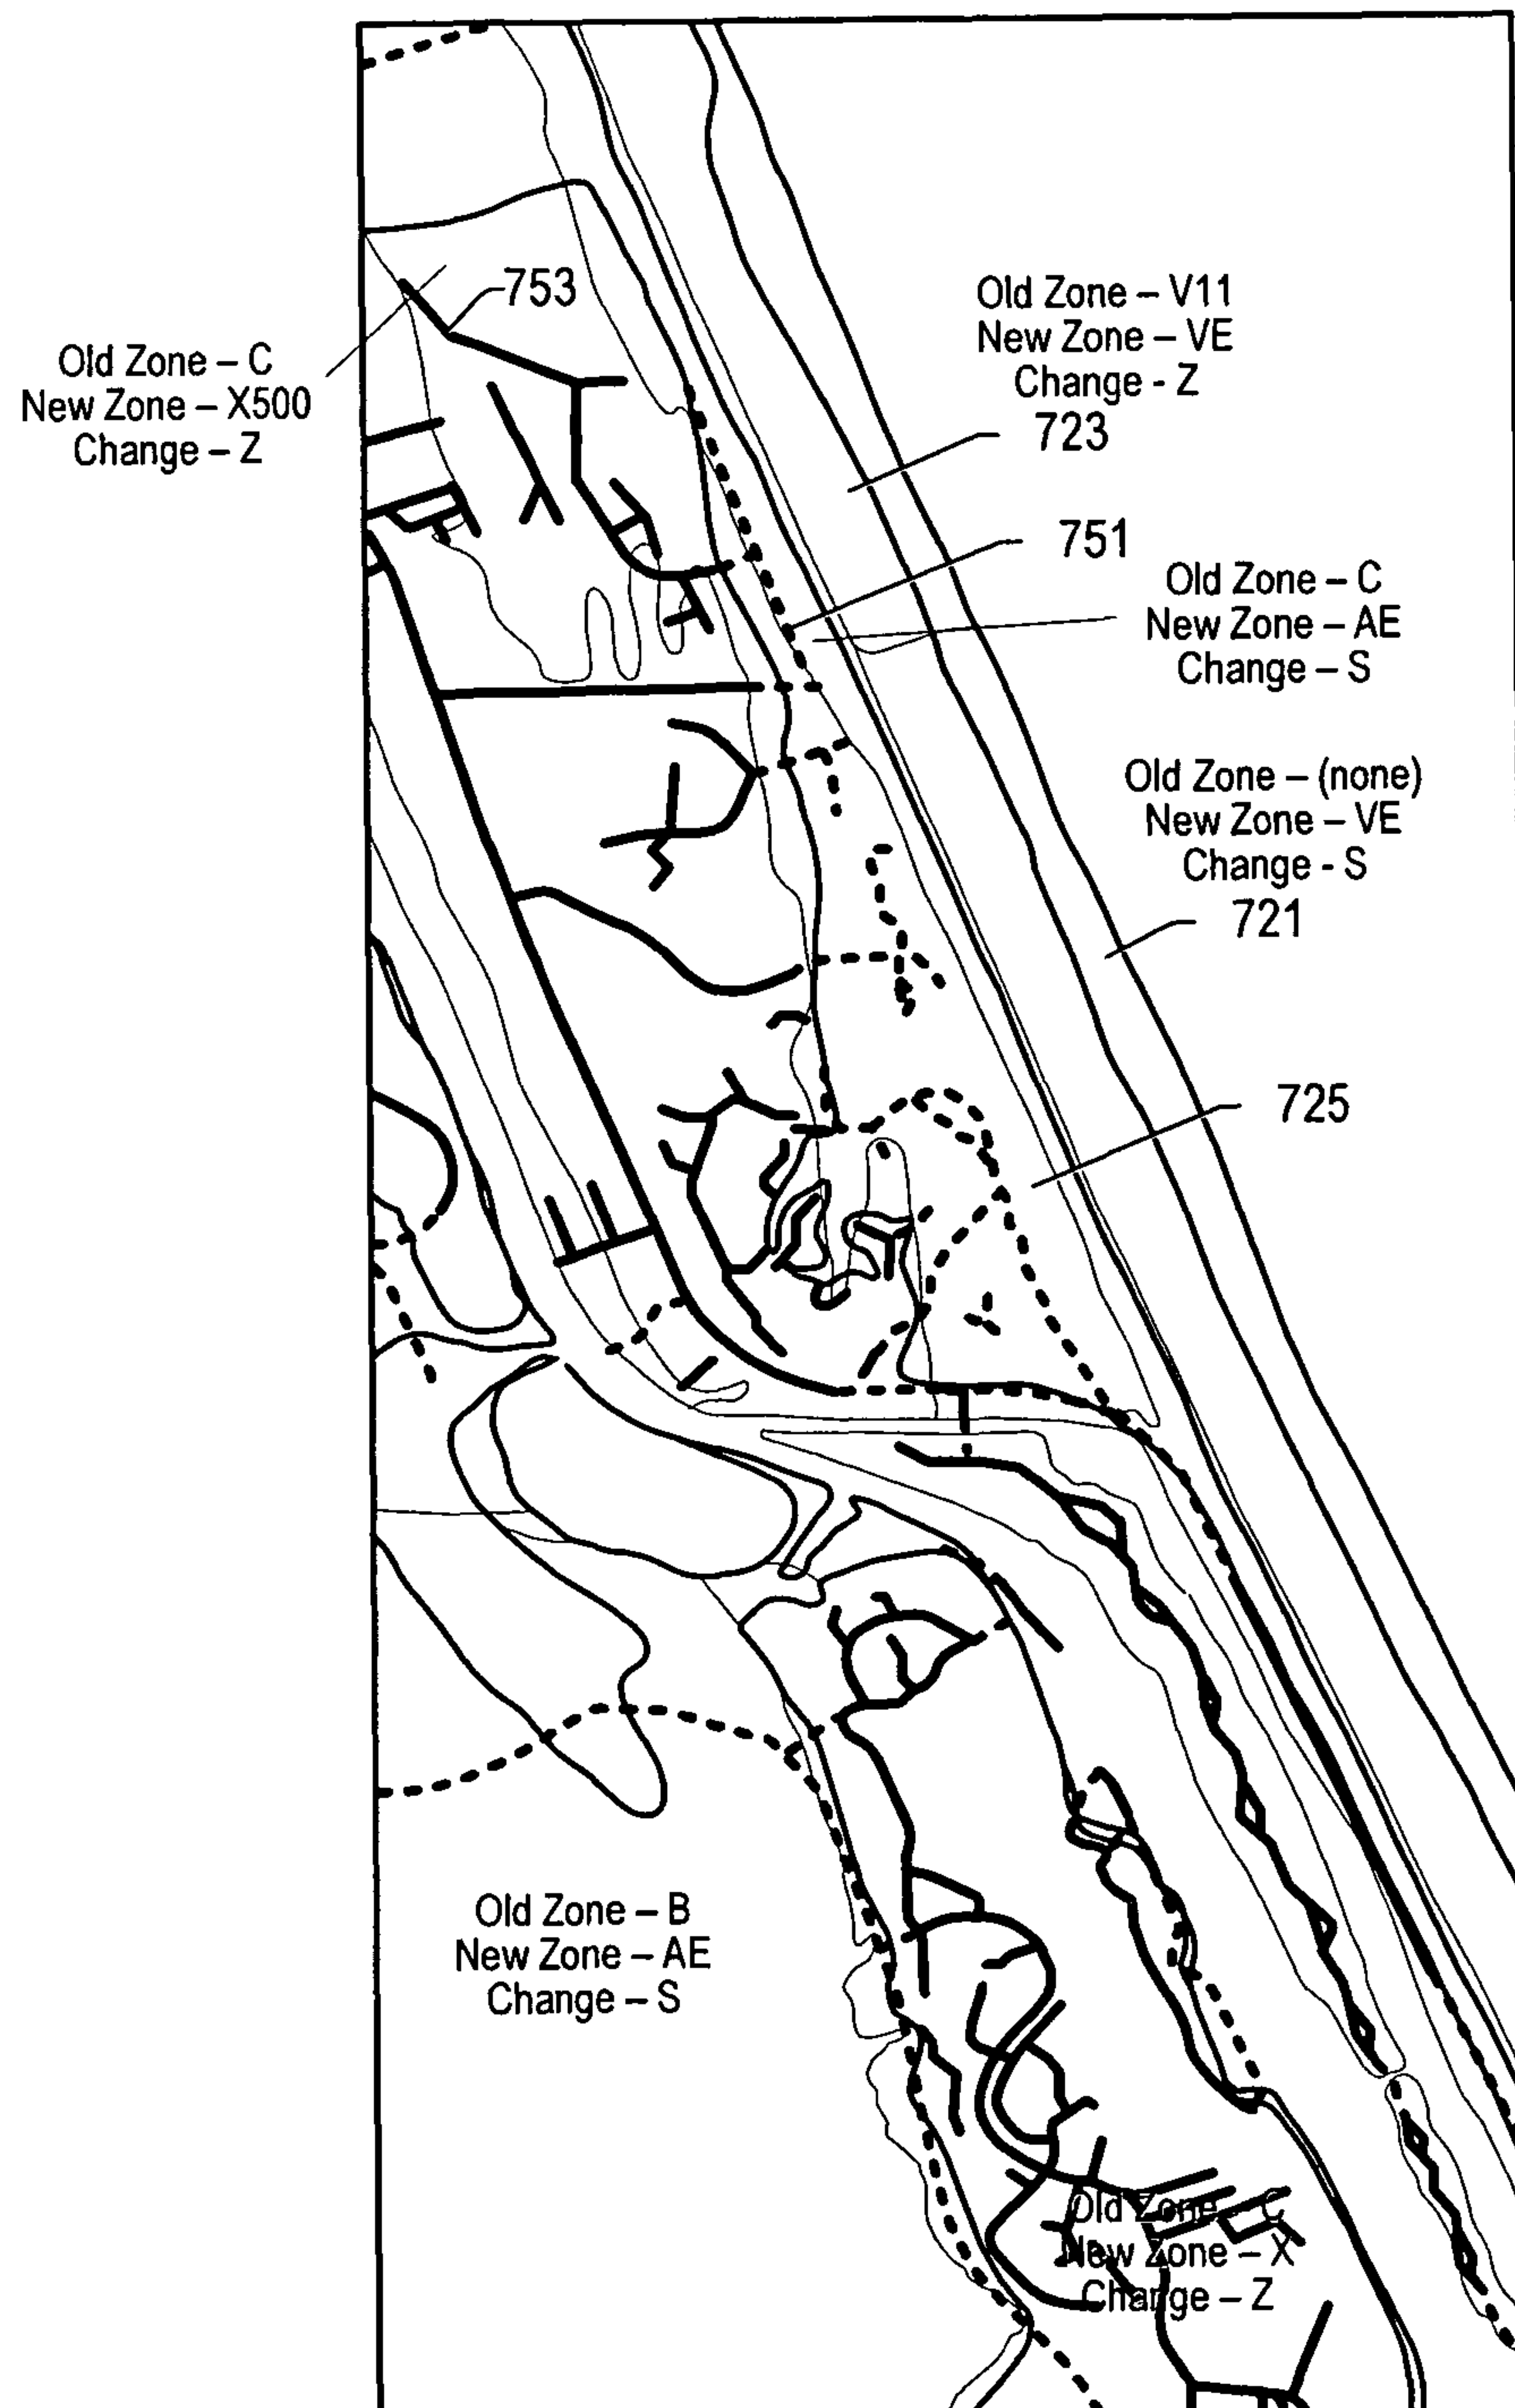 753
Old Zone – C
New Zone – X500
Change – Z
Old Zone – V11
New Zone – VE
Change - Z
723
751
Old Zone – C
New Zone – AE
Change – S
Old Zone – (none)
New Zone – VE
Change - S
721
725
Old Zone – B
New Zone – AE
Change – S
Old Zone – C
New Zone – X
Change – Z